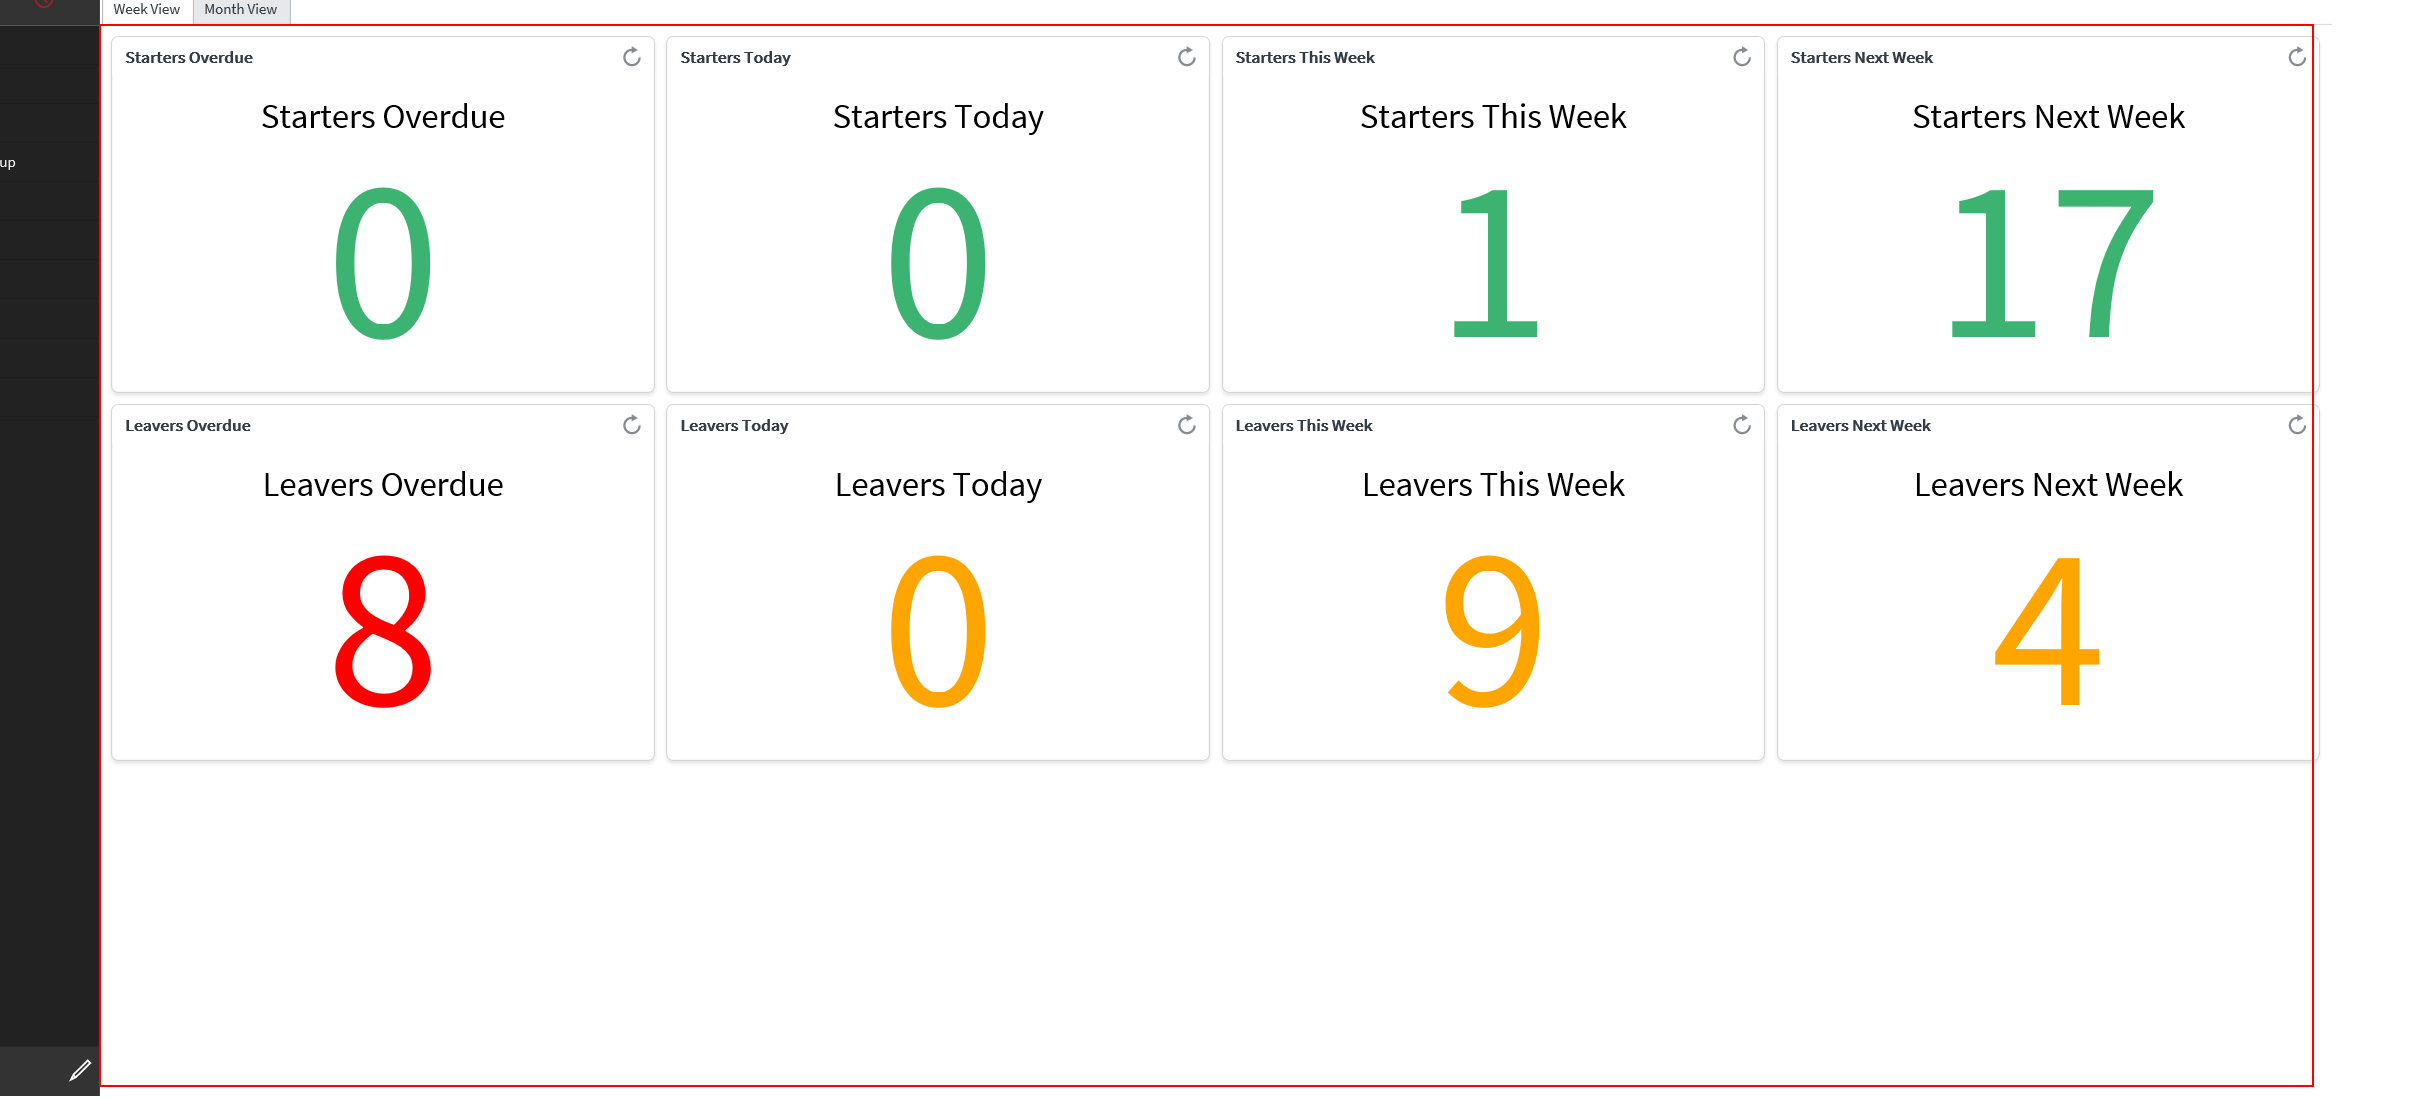 Week View
Month View
up
Starters Overdue
Starters Overdue
0
Starters Today
Starters Today
0
Starters This Week
Starters This Week
1
Starters Next Week
Starters Next Week
17
Leavers Overdue
Leavers Overdue
8
Leavers Today
Leavers Today
0
Leavers This Week
Leavers This Week
9
Leavers Next Week
Leavers Next Week
4